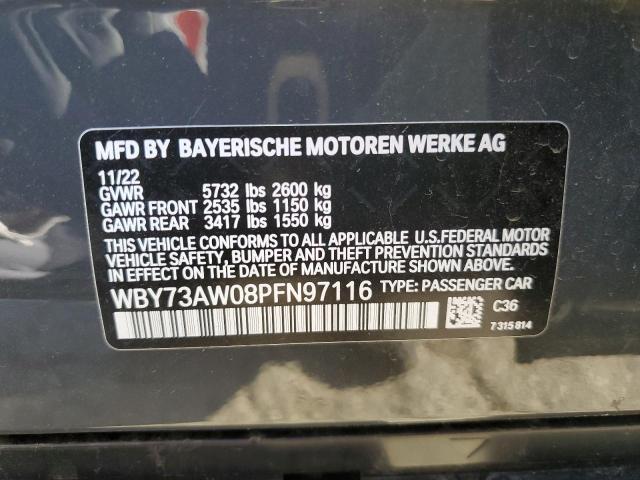 MFD BY BAYERISCHE MOTOREN WERKE AG
11/22
GVWR 5732 lbs 2600 kg
GAWR FRONT 2535 lbs 1150 kg
GAWR REAR 3417 lbs 1550 kg
THIS VEHICLE CONFORMS TO ALL APPLICABLE U.S.FEDERAL MOTOR
VEHICLE SAFETY, BUMPER AND THEFT PREVENTION STANDARDS
IN EFFECT ON THE DATE OF MANUFACTURE SHOWN ABOVE.
WBY73AW08PFN97116 TYPE: PASSENGER CAR
C36
7315814